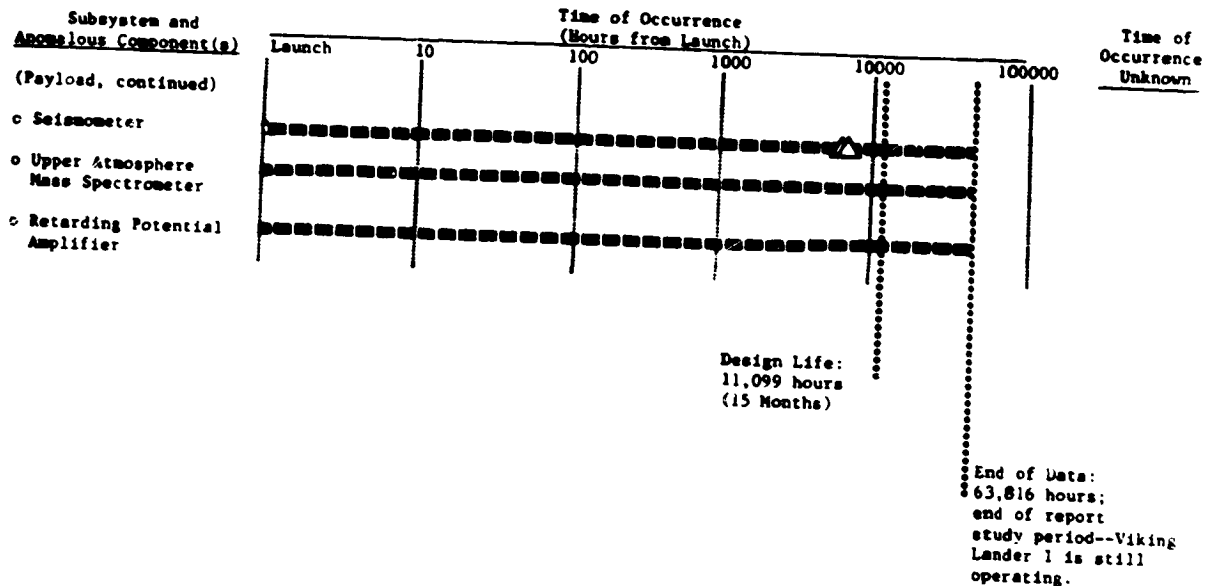 Subsystem and
Anomalous Component(s)
Time of Occurrence
(Hours from Launch)
Time of
Occurrence
Unknown
Launch 10 100 1000 10000 100000
(Payload, continued)
o Seismometer
o Upper Atmosphere
Mass Spectrometer
o Retarding Potential
Amplifier
Design Life:
11,099 hours
(15 Months)
End of Data:
63,816 hours;
end of report
study period--Viking
Lander 1 is still
operating.